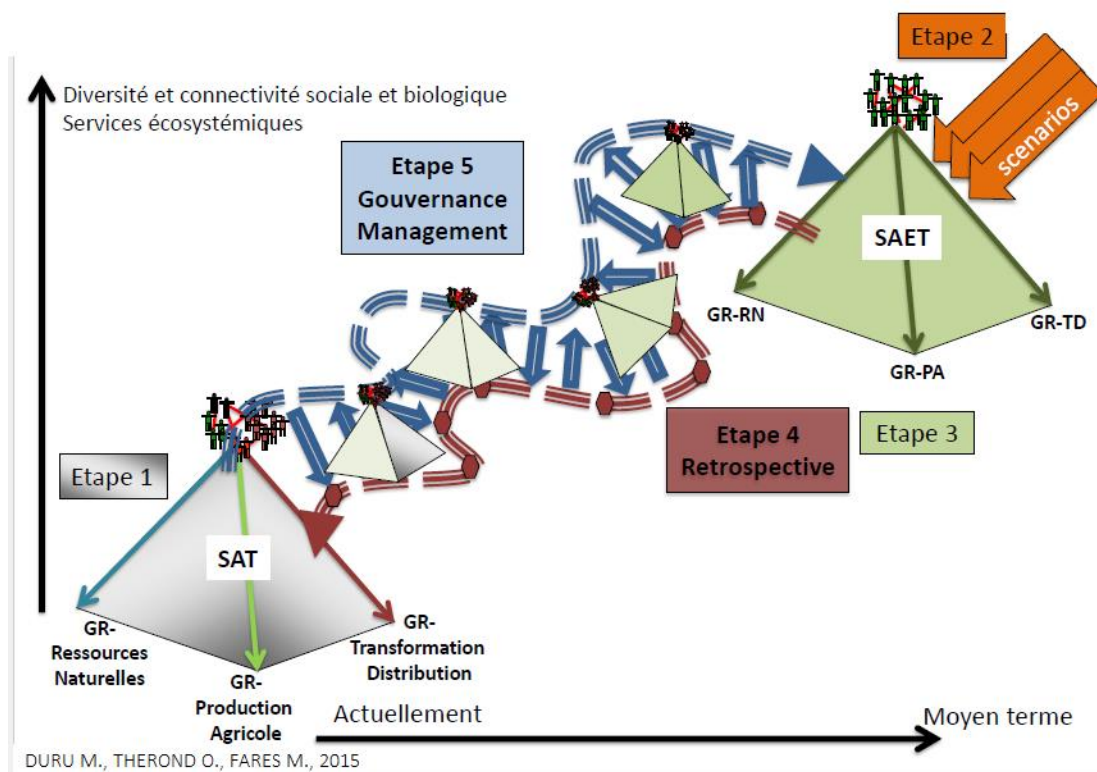 Etape 2
Diversité et connectivité sociale et biologique
Services écosystémiques
scenarios
Etape 5
Gouvernance
Management
SAET
GR-RN
GR-TD
GR-PA
Etape 4
Retrospective
Etape 3
Etape 1
SAT
GR-
Ressources
Naturelles
GR-
Production
Agricole
GR-
Transformation
Distribution
Actuellement
Moyen terme
DURU M., THEROND O., FARES M., 2015